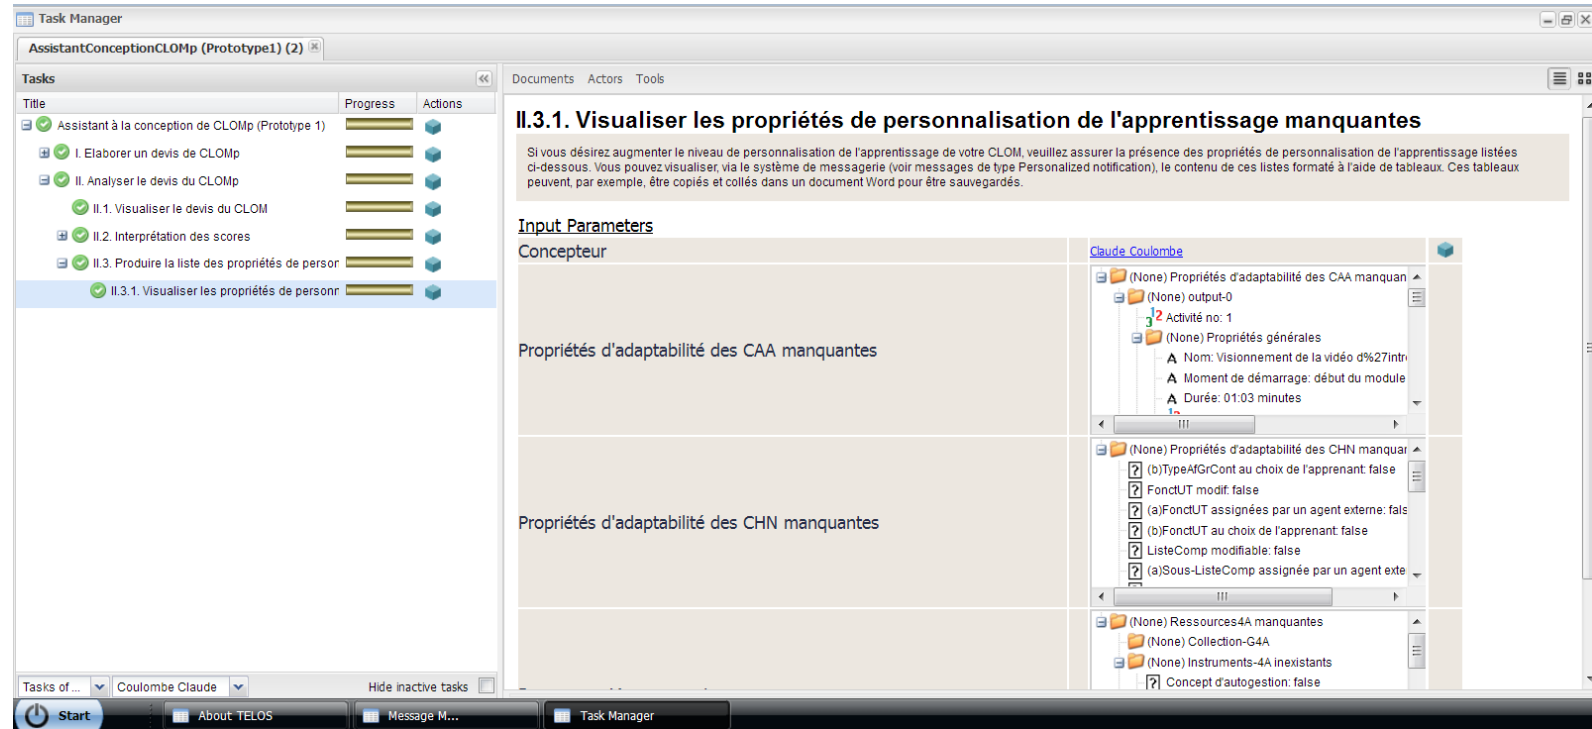 Task Manager
AssistantConceptionCLOMp (Prototype1) (2)
Tasks
Title Progress Actions
Assistant à la conception de CLOMp (Prototype 1)
I. Elaborer un devis de CLOMp
II. Analyser le devis du CLOMp
II.1. Visualiser le devis du CLOM
II.2. Interprétation des scores
II.3. Produire la liste des propriétés de person
II.3.1. Visualiser les propriétés de personn
Tasks of ... Coulombe Claude Hide inactive tasks
Documents Actors Tools
II.3.1. Visualiser les propriétés de personnalisation de l'apprentissage manquantes
Si vous désirez augmenter le niveau de personnalisation de l'apprentissage de votre CLOM, veuillez assurer la présence des propriétés de personnalisation de l'apprentissage listées
ci-dessous. Vous pouvez visualiser, via le système de messagerie (voir messages de type Personalized notification), le contenu de ces listes formaté à l'aide de tableaux. Ces tableaux
peuvent, par exemple, être copiés et collés dans un document Word pour être sauvegardés.
Input Parameters
Concepteur Claude Coulombe
Propriétés d'adaptabilité des CAA manquantes
(None) Propriétés d'adaptabilité des CAA manquan
(None) output-0
Activité no: 1
(None) Propriétés générales
A Nom: Visionnement de la vidéo d%27intr
A Moment de démarrage: début du module
A Durée: 01:03 minutes
Propriétés d'adaptabilité des CHN manquantes
(None) Propriétés d'adaptabilité des CHN manquar
(b)TypeAfGrCont au choix de l'apprenant: false
FonctUT modif: false
(a)FonctUT assignées par un agent externe: fals
(b)FonctUT au choix de l'apprenant: false
ListeComp modifiable: false
(a)Sous-ListeComp assignée par un agent exte
(None) Ressources4A manquantes
(None) Collection-G4A
(None) Instruments-4A inexistants
Concept d'autogestion: false
Start About TELOS Message M... Task Manager